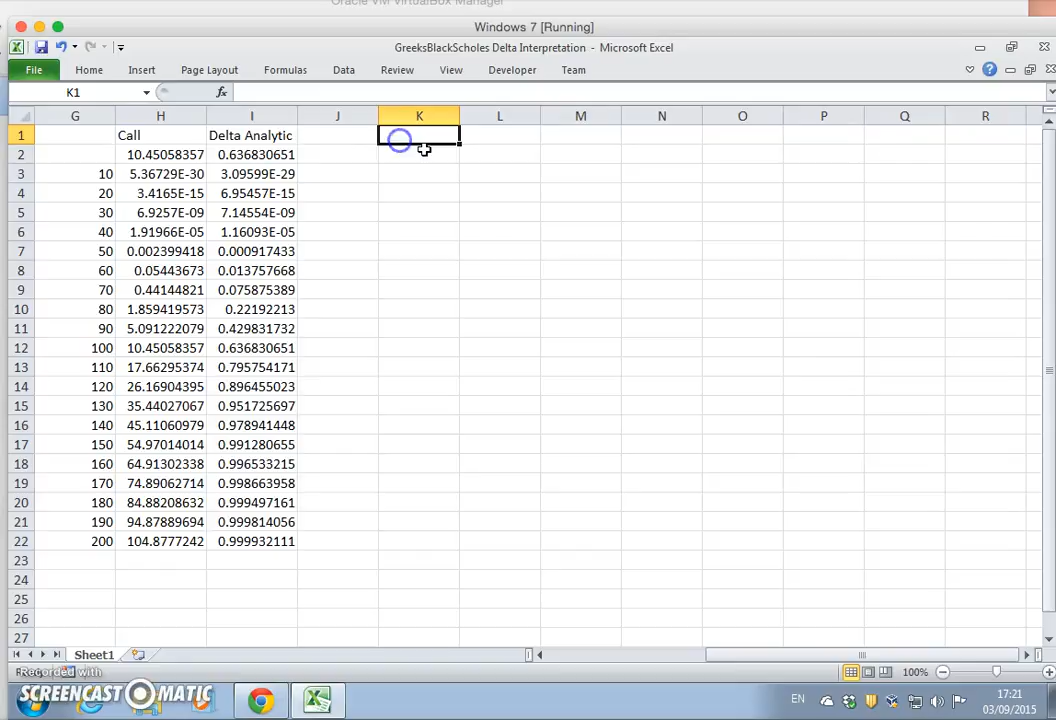 Oracle VM VirtualBox Manager
Windows 7 [Running]
GreeksBlackScholes Delta Interpretation - Microsoft Excel
File Home Insert Page Layout Formulas Data Review View Developer Team
K1 fx
G H I J K L M N O P Q R
1 Call Delta Analytic
2 10.45058357 0.636830651
3 10 5.36729E-30 3.09599E-29
4 20 3.4165E-15 6.95457E-15
5 30 6.9257E-09 7.14554E-09
6 40 1.91966E-05 1.16093E-05
7 50 0.002399418 0.000917433
8 60 0.05443673 0.013757668
9 70 0.44144821 0.075875389
10 80 1.859419573 0.22192213
11 90 5.091222079 0.429831732
12 100 10.45058357 0.636830651
13 110 17.66295374 0.795754171
14 120 26.16904395 0.896455023
15 130 35.44027067 0.951725697
16 140 45.11060979 0.978941448
17 150 54.97014014 0.991280655
18 160 64.91302338 0.996533215
19 170 74.89062714 0.998663958
20 180 84.88208632 0.999497161
21 190 94.87889694 0.999814056
22 200 104.8777242 0.999932111
23
24
25
26
27
Sheet1
Recorded with 100%
SCREENCAST-O-MATIC EN 17:21
03/09/2015